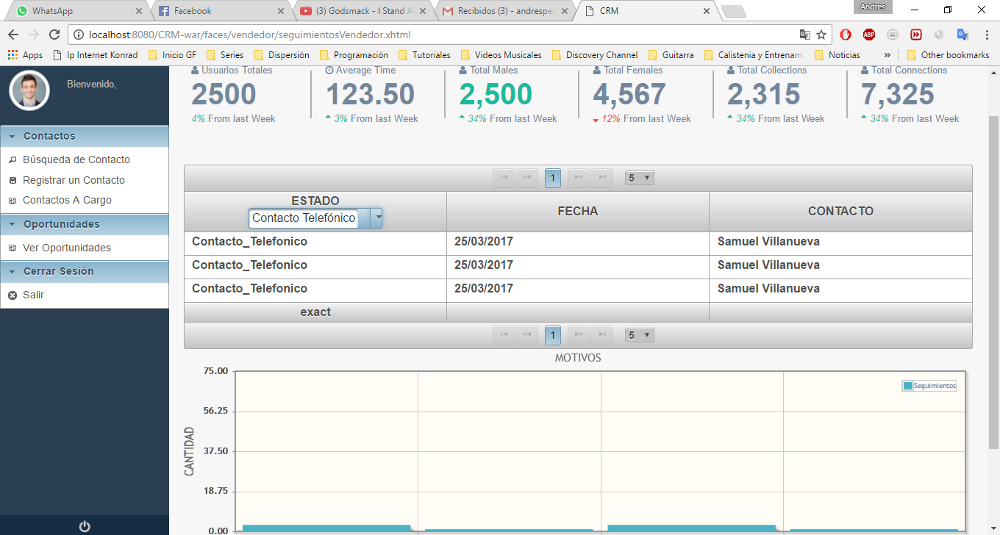 WhatsApp
Facebook
(3) Godsmack - I Stand A
Recibidos (3) - andresper
CRM
Andres
localhost:8080/CRM-war/faces/vendedor/seguimientosVendedor.xhtml
Apps
Ip Internet Konrad
Inicio GF
Series
Dispersión
Programación
Tutoriales
Videos Musicales
Discovery Channel
Guitarra
Calistenia y Entrenam
Noticias
»
Other bookmarks
Bienvenido,
Contactos
Búsqueda de Contacto
Registrar un Contacto
Contactos A Cargo
Oportunidades
Ver Oportunidades
Cerrar Sesión
Salir
Usuarios Totales
2500
4% From last Week
Average Time
123.50
3% From last Week
Total Males
2,500
34% From last Week
Total Females
4,567
12% From last Week
Total Collections
2,315
34% From last Week
Total Connections
7,325
34% From last Week
1 5
ESTADO FECHA CONTACTO
Contacto Telefónico
Contacto_Telefonico 25/03/2017 Samuel Villanueva
Contacto_Telefonico 25/03/2017 Samuel Villanueva
Contacto_Telefonico 25/03/2017 Samuel Villanueva
exact
1 5
MOTIVOS
75.00
56.25
37.50
18.75
0.00
CANTIDAD
Seguimientos